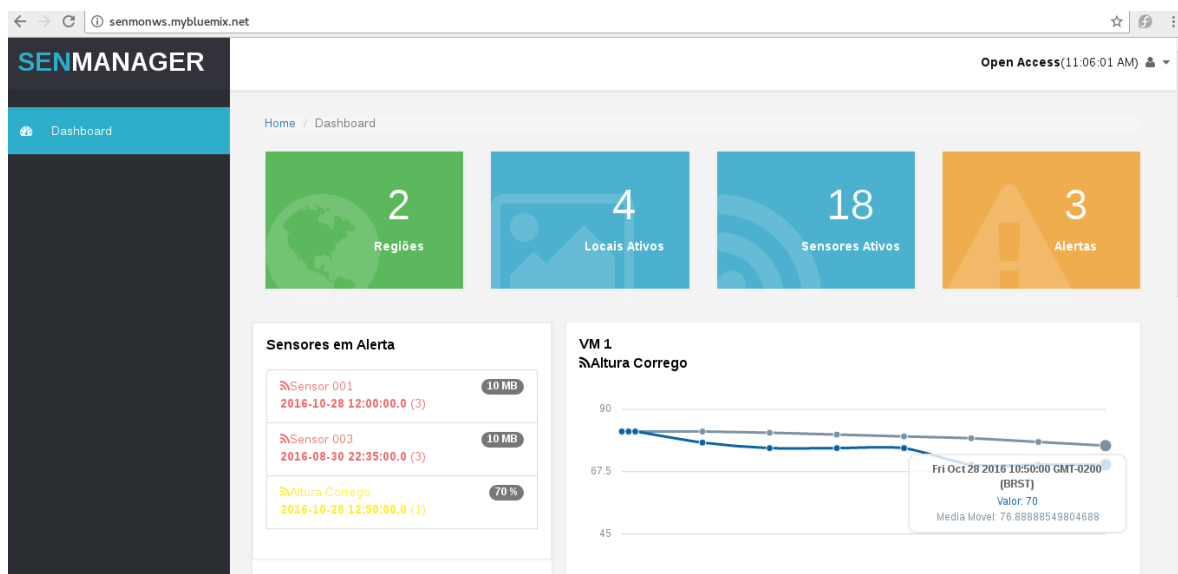 senmonws.mybluemix.net
SENMANAGER
Open Access(11:06:01 AM)
Dashboard
Home / Dashboard
2
Regiões
4
Locais Ativos
18
Sensores Ativos
3
Alertas
Sensores em Alerta
Sensor 001
10 MB
2016-10-28 12:00:00.0 (3)
Sensor 003
10 MB
2016-08-30 22:35:00.0 (3)
Altura Corrego
70 %
2016-10-28 12:50:00.0 (1)
VM 1
Altura Corrego
90
67.5
45
Fri Oct 28 2016 10:50:00 GMT-0200
(BRST)
Valor: 70
Media Movel: 76.88888549804688